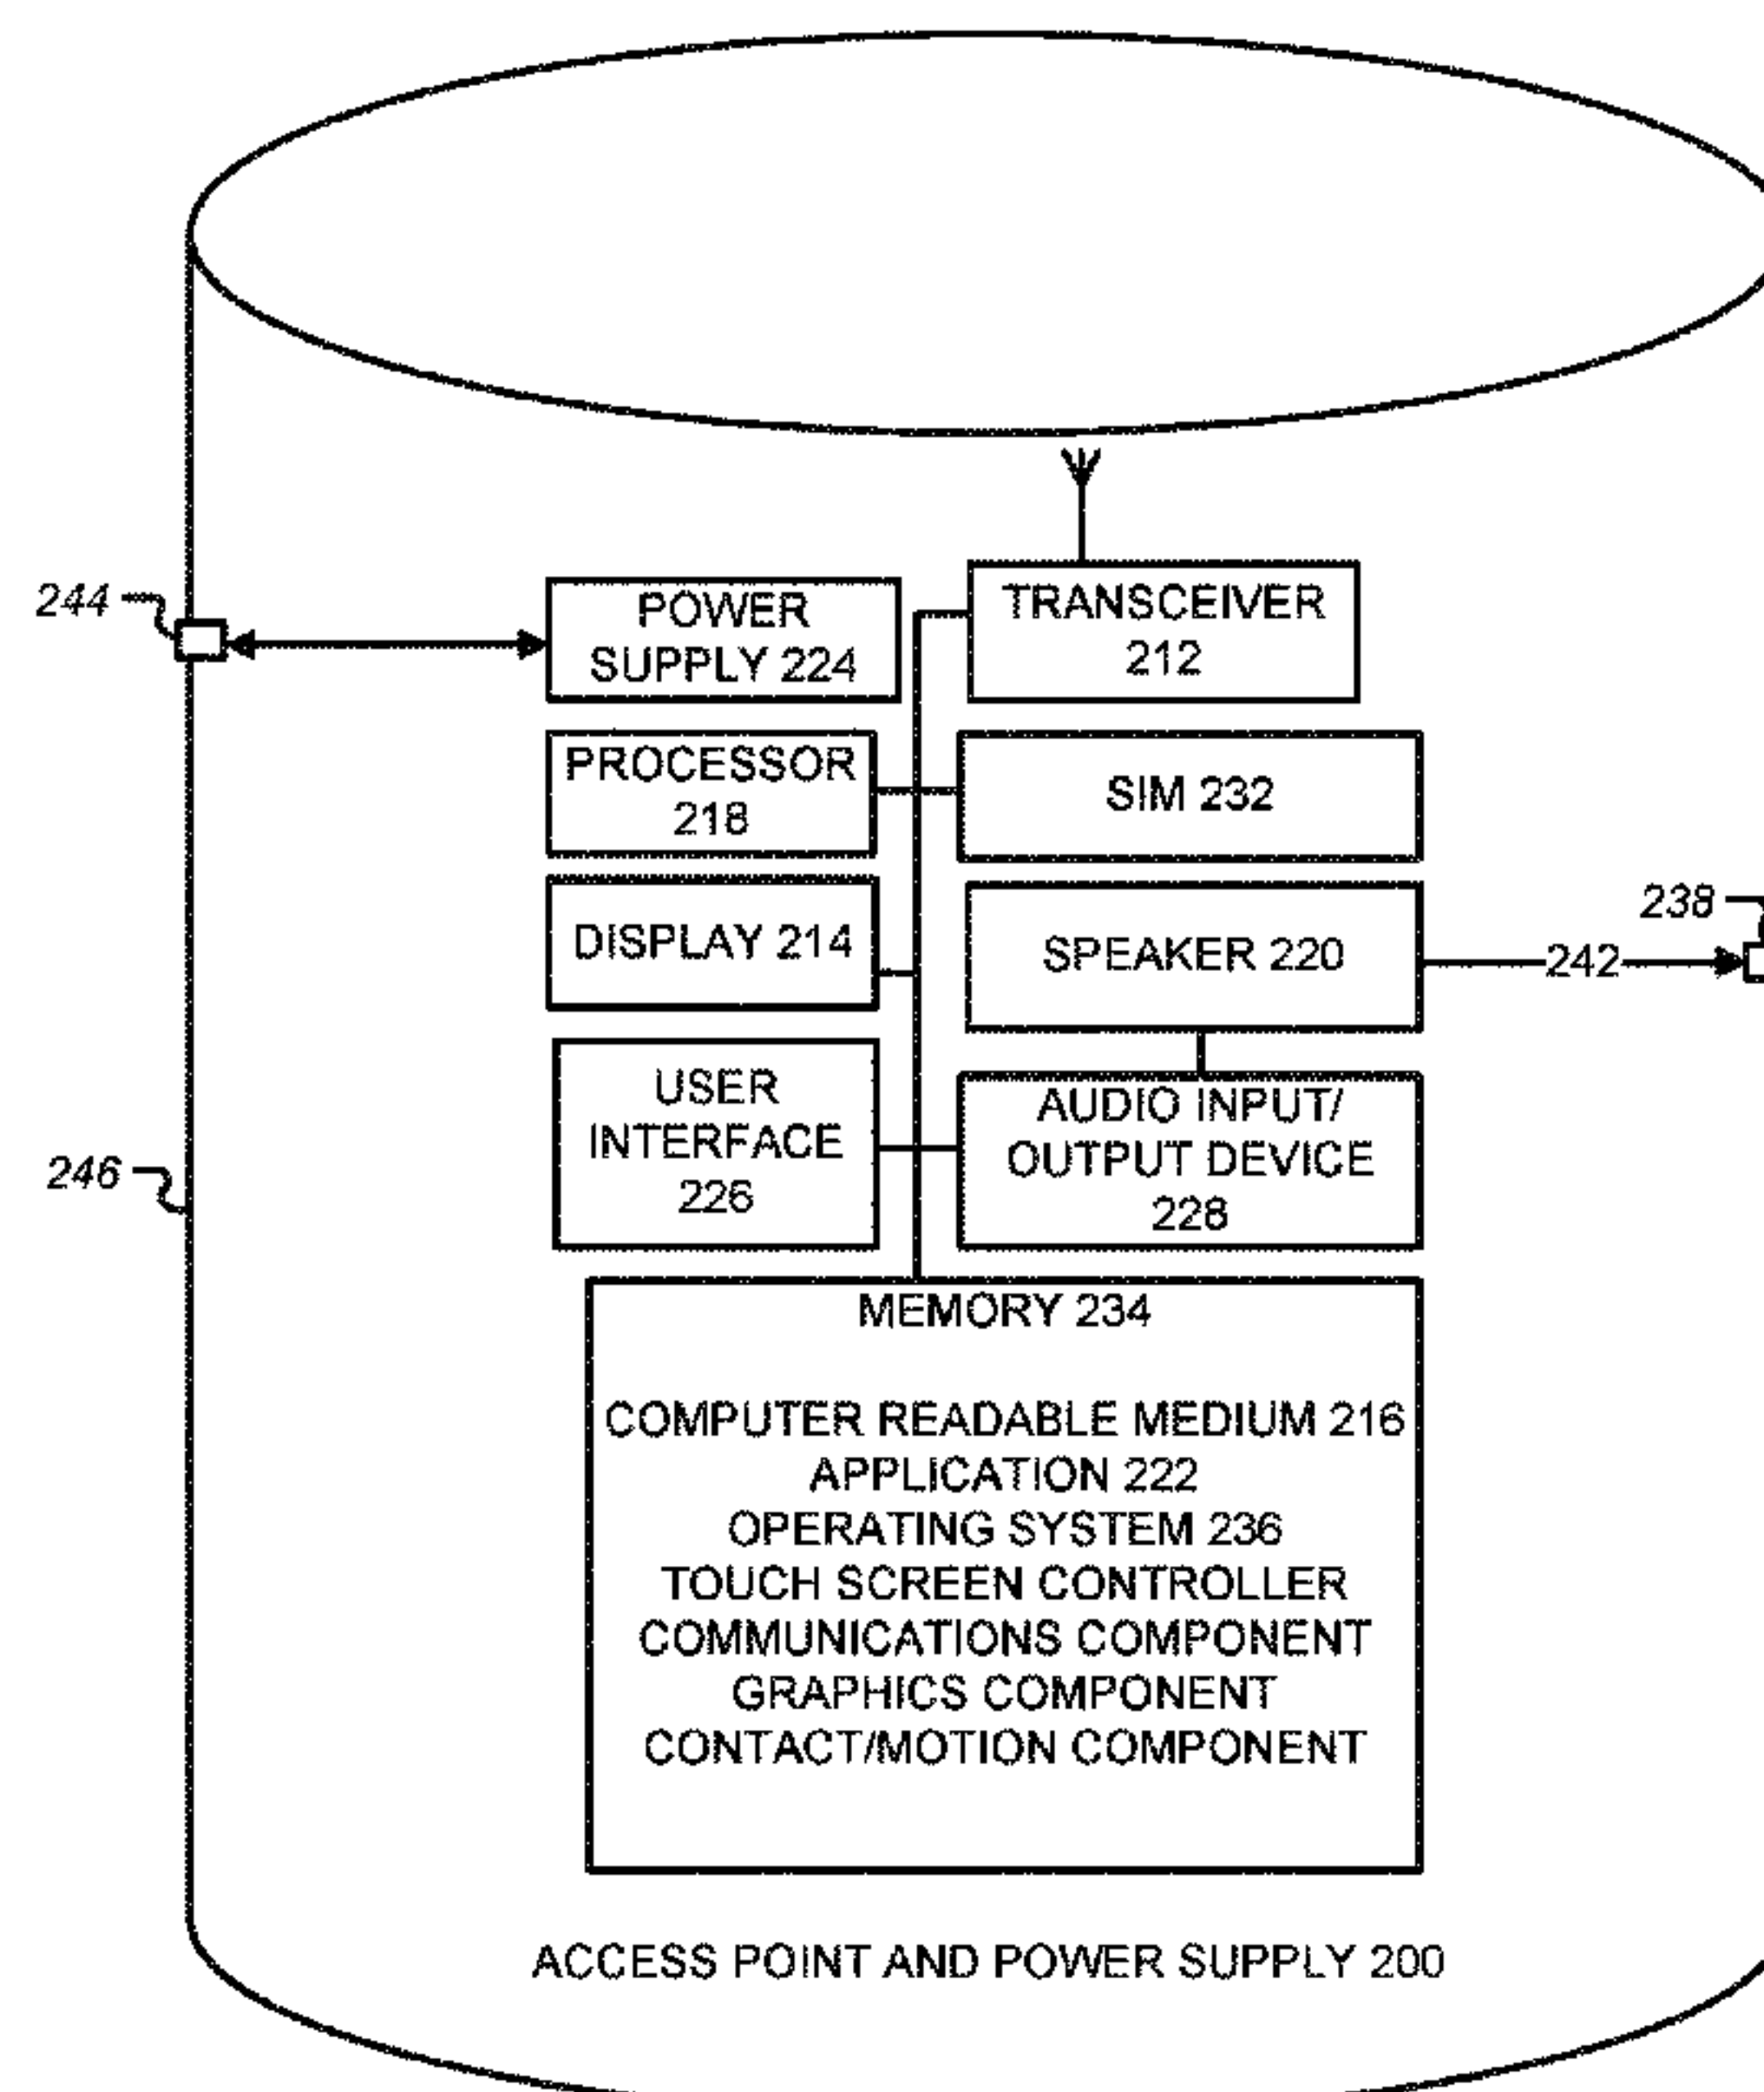 244
POWER
SUPPLY 224
TRANSCEIVER
212
PROCESSOR
218
SIM 232
DISPLAY 214
SPEAKER 220
242
238
USER
INTERFACE
226
AUDIO INPUT/
OUTPUT DEVICE
228
246
MEMORY 234
COMPUTER READABLE MEDIUM 216
APPLICATION 222
OPERATING SYSTEM 236
TOUCH SCREEN CONTROLLER
COMMUNICATIONS COMPONENT
GRAPHICS COMPONENT
CONTACT/MOTION COMPONENT
ACCESS POINT AND POWER SUPPLY 200